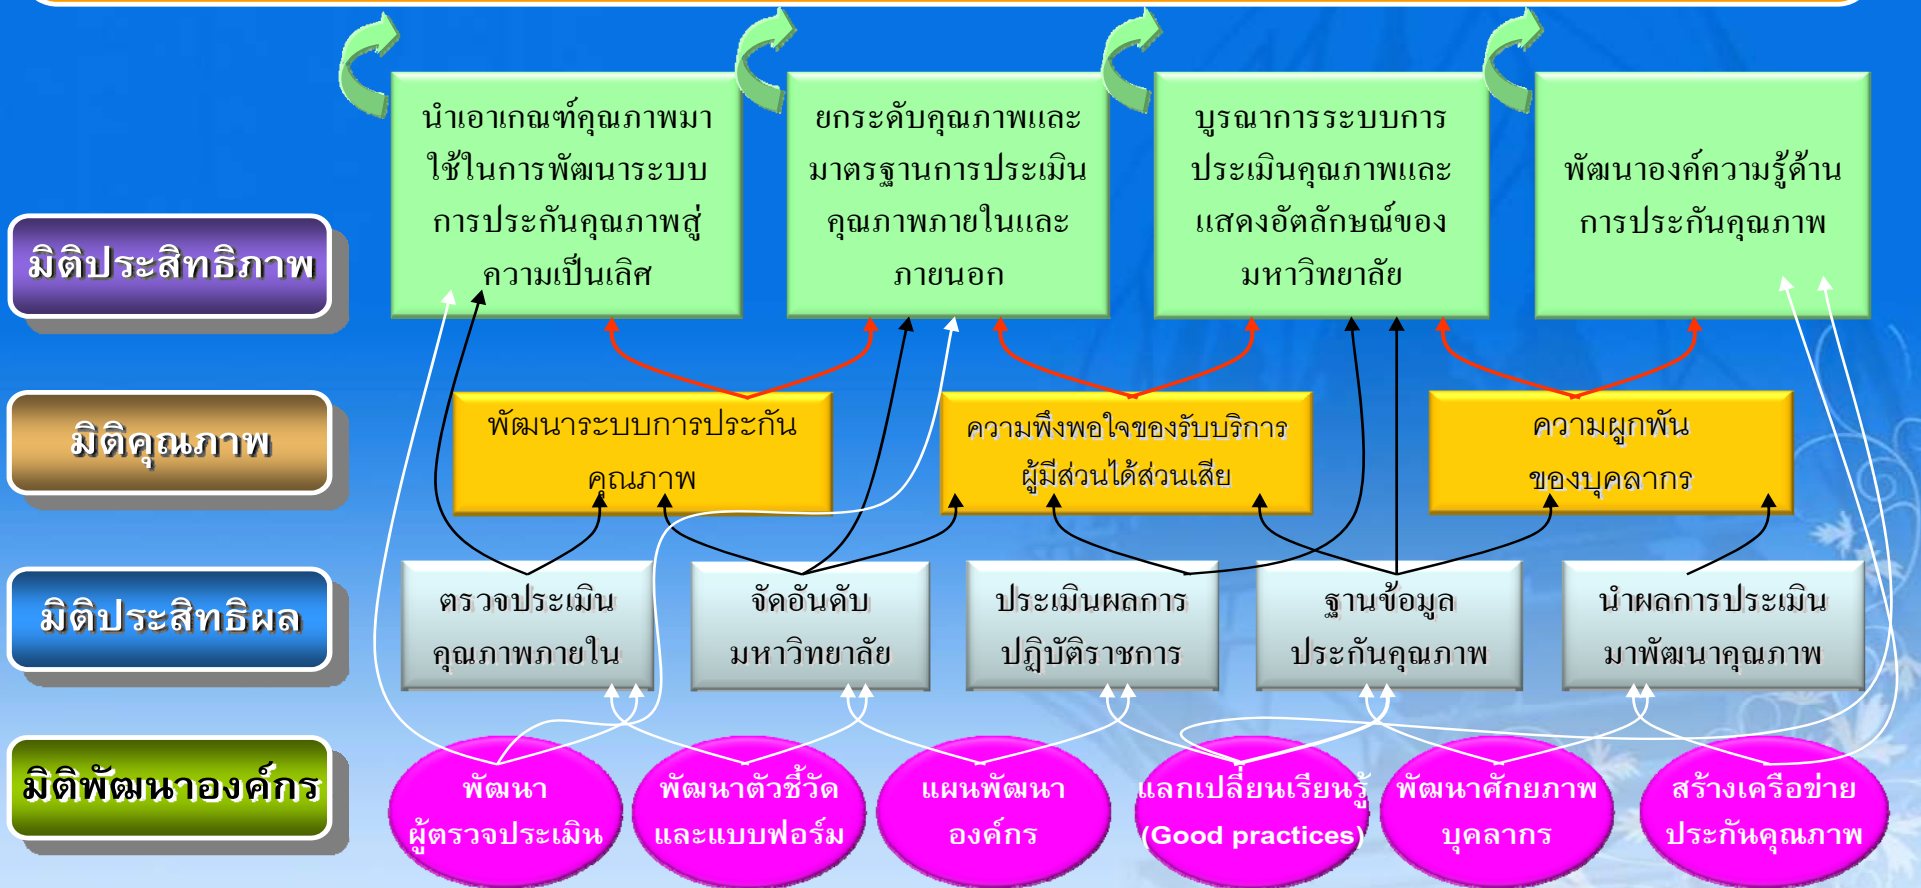 นำเอาเกณฑ์คุณภาพมา
ใช้ในการพัฒนาระบบ
การประกันคุณภาพสู่
ความเป็นเลิศ
ยกระดับคุณภาพและ
มาตรฐานการประเมิน
คุณภาพภายในและ
ภายนอก
บูรณาการระบบการ
ประเมินคุณภาพและ
แสดงอัตลักษณ์ของ
มหาวิทยาลัย
พัฒนาองค์ความรู้ด้าน
การประกันคุณภาพ
มิติประสิทธิภาพ
มิติคุณภาพ
พัฒนาระบบการประกัน
คุณภาพ
ความพึงพอใจของรับบริการ
ผู้มีส่วนได้ส่วนเสีย
ความผูกพัน
ของบุคลากร
มิติประสิทธิผล
ตรวจประเมิน
คุณภาพภายใน
จัดอันดับ
มหาวิทยาลัย
ประเมินผลการ
ปฏิบัติราชการ
ฐานข้อมูล
ประกันคุณภาพ
นำผลการประเมิน
มาพัฒนาคุณภาพ
มิติพัฒนาองค์กร
พัฒนา
ผู้ตรวจประเมิน
พัฒนาตัวชี้วัด
และแบบฟอร์ม
แผนพัฒนา
องค์กร
แลกเปลี่ยนเรียนรู้
(Good practices)
พัฒนาศักยภาพ
บุคลากร
สร้างเครือข่าย
ประกันคุณภาพ